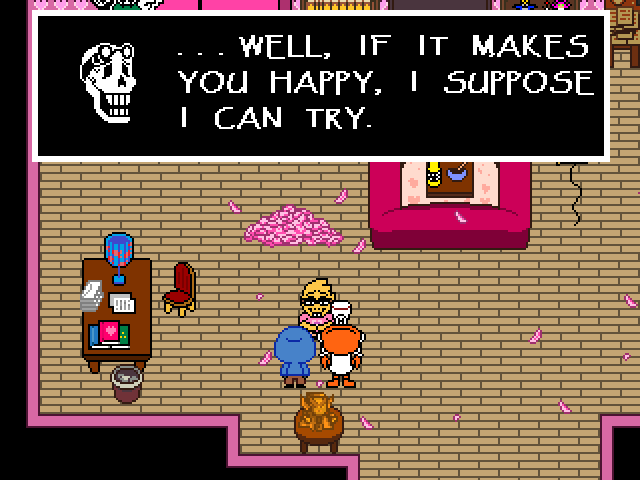 ...WELL, IF IT MAKES
YOU HAPPY, I SUPPOSE
I CAN TRY.